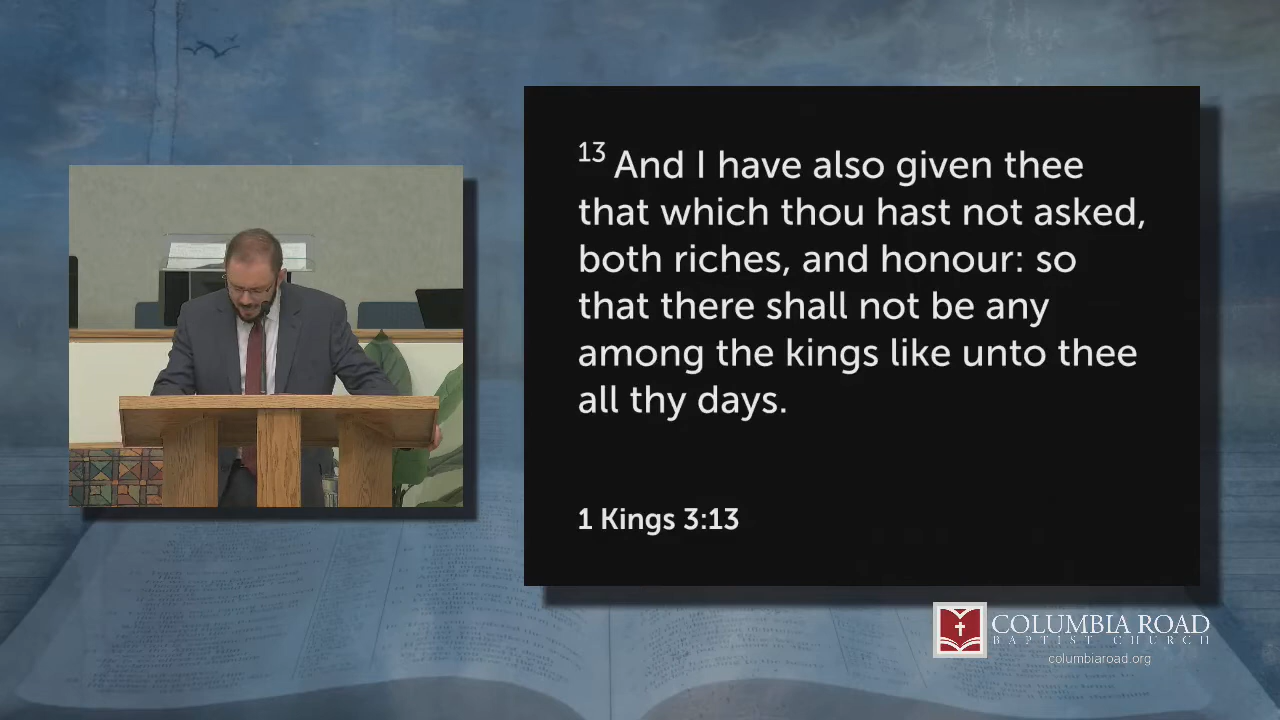 13 And I have also given thee
that which thou hast not asked,
both riches, and honour: so
that there shall not be any
among the kings like unto thee
all thy days.
1 Kings 3:13
COLUMBIA ROAD
BAPTIST CHURCH
columbiaroad.org